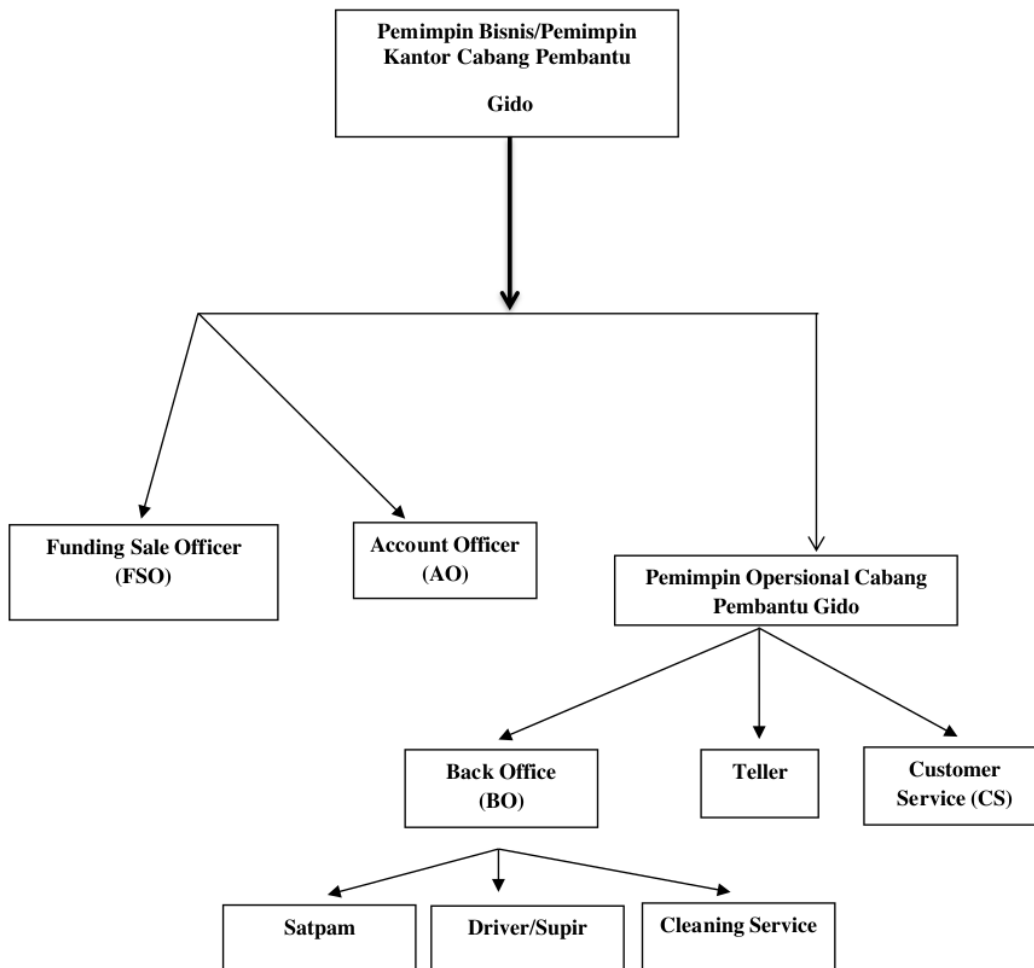 Pemimpin Bisnis/Pemimpin
Kantor Cabang Pembantu
Gido
Funding Sale Officer
(FSO)
Account Officer
(AO)
Pemimpin Opersional Cabang
Pembantu Gido
Back Office
(BO)
Teller
Customer
Service (CS)
Satpam
Driver/Supir
Cleaning Service